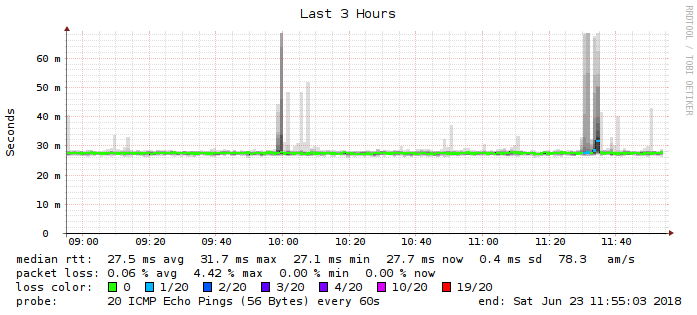 Last 3 Hours
RRDTOOL / TOBI OETIKER
Seconds
60 m
50 m
40 m
30 m
20 m
10 m
0
09:00 09:20 09:40 10:00 10:20 10:40 11:00 11:20 11:40
median rtt: 27.5 ms avg 31.7 ms max 27.1 ms min 27.7 ms now 0.4 ms sd 78.3 am/s
packet loss: 0.06 % avg 4.42 % max 0.00 % min 0.00 % now
loss color: 0 1/20 2/20 3/20 4/20 10/20 19/20
probe: 20 ICMP Echo Pings (56 Bytes) every 60s end: Sat Jun 23 11:55:03 2018